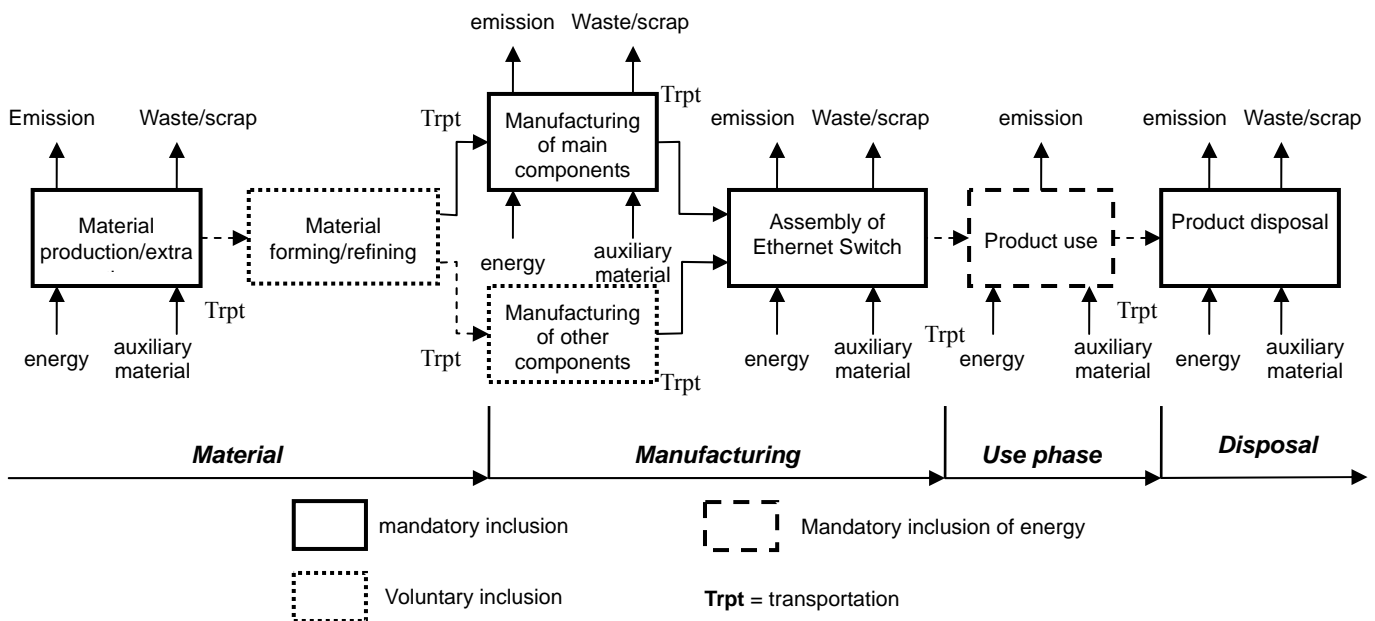 emission
Waste/scrap
Emission
Waste/scrap
Trpt
Manufacturing
of main
components
Trpt
emission
Waste/scrap
emission
emission
Waste/scrap
Material
production/extra
Material
forming/refining
energy
auxiliary
material
Assembly of
Ethernet Switch
Product use
Product disposal
Trpt
energy
auxiliary
material
Trpt
Manufacturing
of other
components
Trpt
energy
auxiliary
material
Trpt
energy
auxiliary
material
Trpt
energy
auxiliary
material
Material
Manufacturing
Use phase
Disposal
mandatory inclusion
Mandatory inclusion of energy
Voluntary inclusion
Trpt = transportation